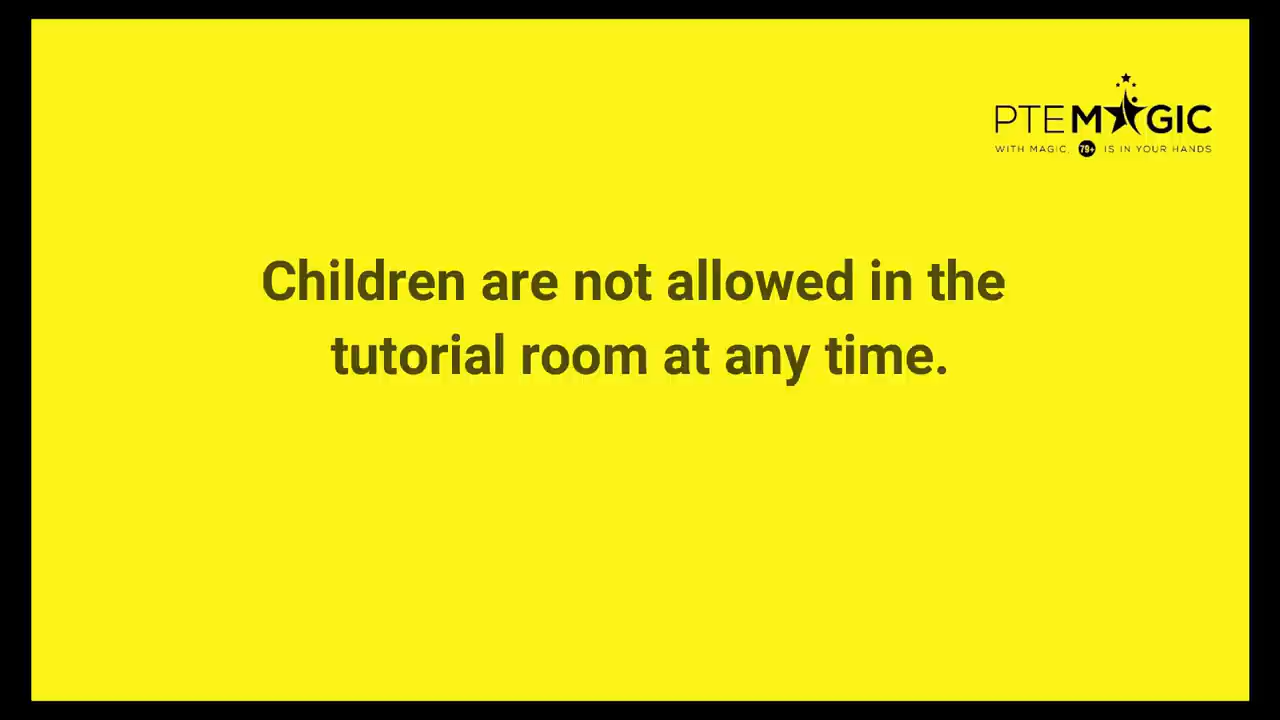 PTEMAGIC
WITH MAGIC, 79+ IS IN YOUR HANDS
Children are not allowed in the
tutorial room at any time.